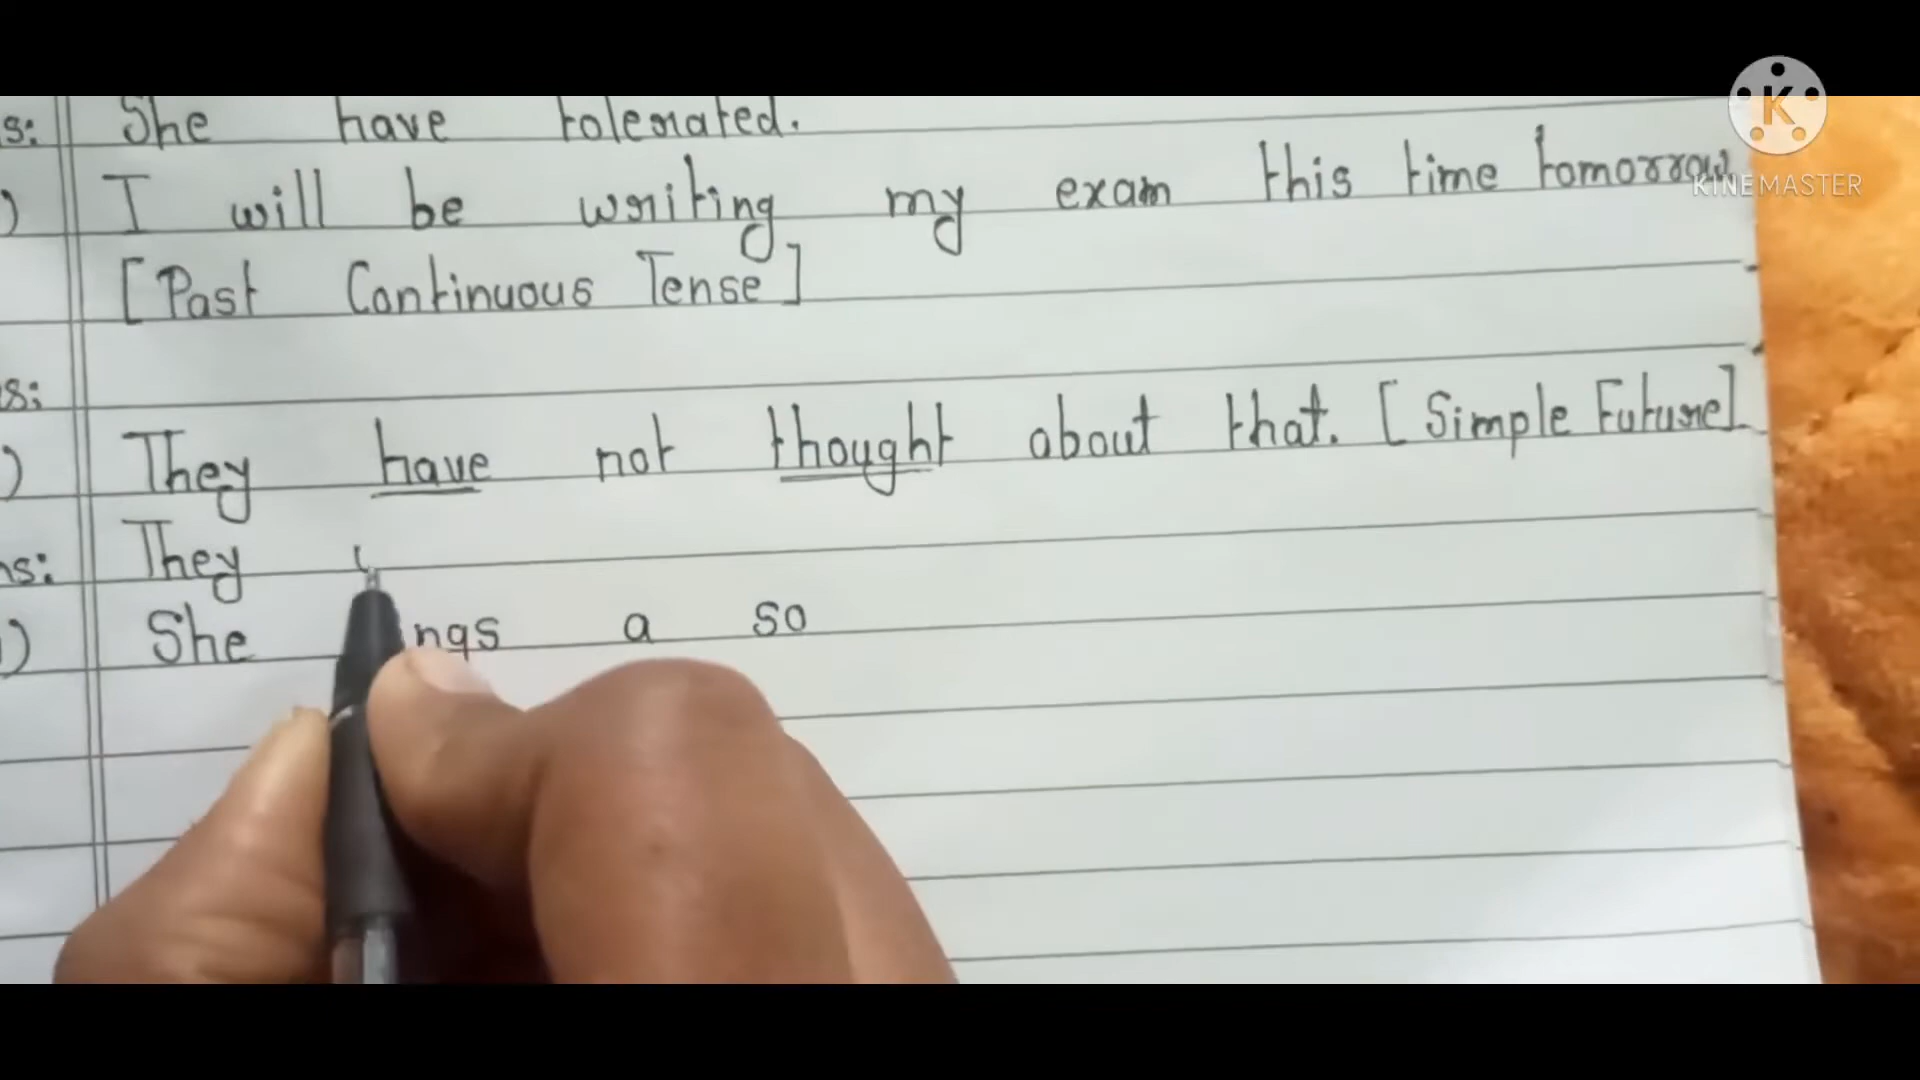 s: She have tolerated.
) I will be writing my exam this time tomorrow
[Past Continuous Tense]
s:
) They have not thought about that. [Simple Future]
ns: They
) She a so
K
KINEMASTER